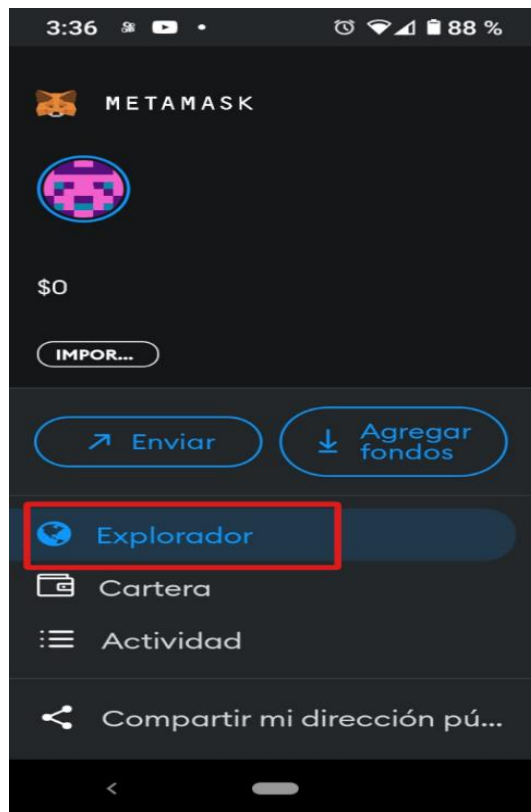 3:36 88 %
METAMASK
$0
IMPOR...
Enviar
Agregar
fondos
Explorador
Cartera
Actividad
Compartir mi dirección pú...